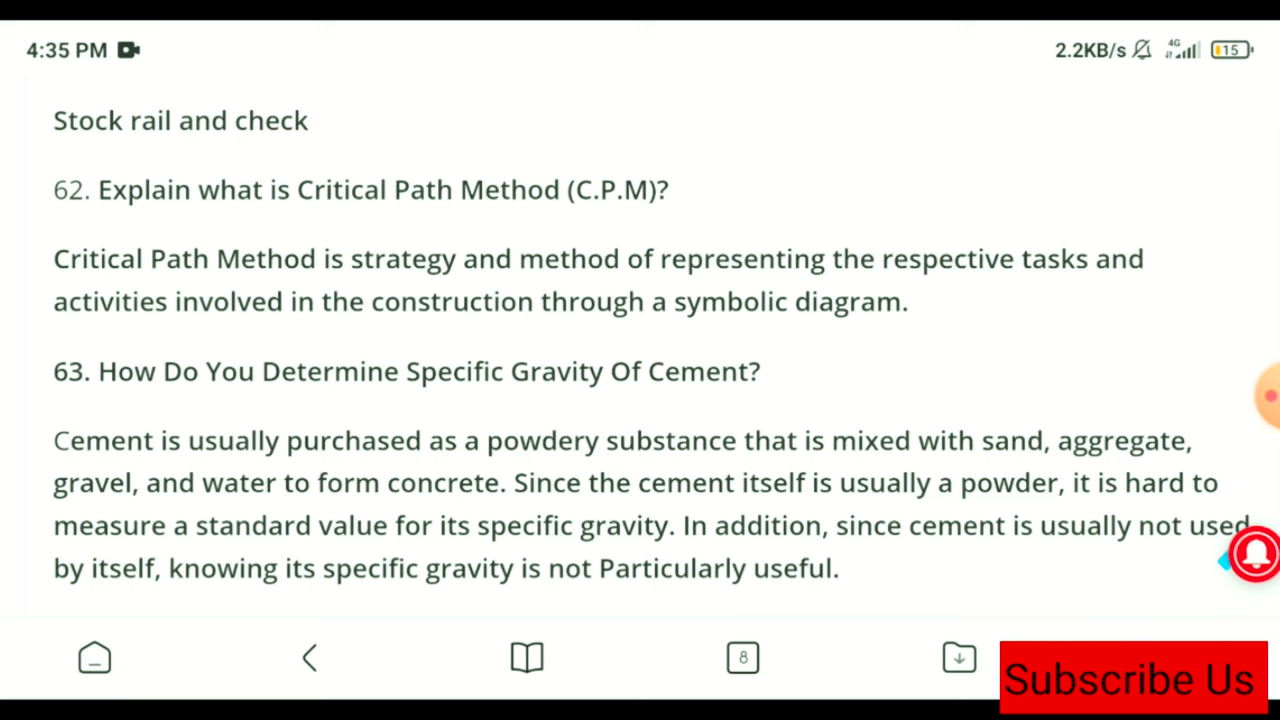 4:35 PM
2.2KB/s 4G 15
Stock rail and check
62. Explain what is Critical Path Method (C.P.M)?
Critical Path Method is strategy and method of representing the respective tasks and
activities involved in the construction through a symbolic diagram.
63. How Do You Determine Specific Gravity Of Cement?
Cement is usually purchased as a powdery substance that is mixed with sand, aggregate,
gravel, and water to form concrete. Since the cement itself is usually a powder, it is hard to
measure a standard value for its specific gravity. In addition, since cement is usually not used
by itself, knowing its specific gravity is not Particularly useful.
8
Subscribe Us